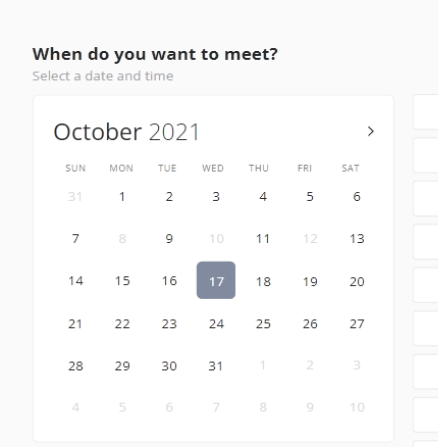 When do you want to meet?
Select a date and time
October 2021 >
SUN MON TUE WED THU FRI SAT
31 1 2 3 4 5 6
7 8 9 10 11 12 13
14 15 16 17 18 19 20
21 22 23 24 25 26 27
28 29 30 31 1 2 3
4 5 6 7 8 9 10